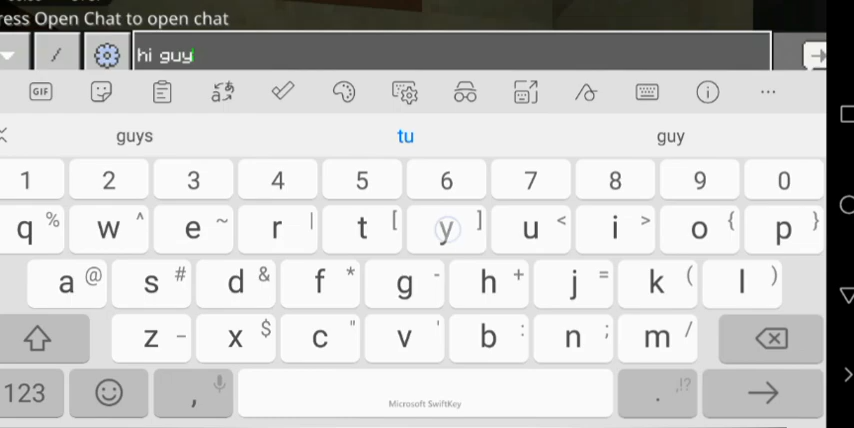 ress Open Chat to open chat
/ hi guy
GIF
guys tu guy
1 2 3 4 5 6 7 8 9 0
q % w ^ e ~ r | t [ y ] u < i > o { p }
a @ s # d & f * g - h + j = k ( l )
z - x $ c " v ' b : n ; m /
123 , Microsoft SwiftKey . ,!?